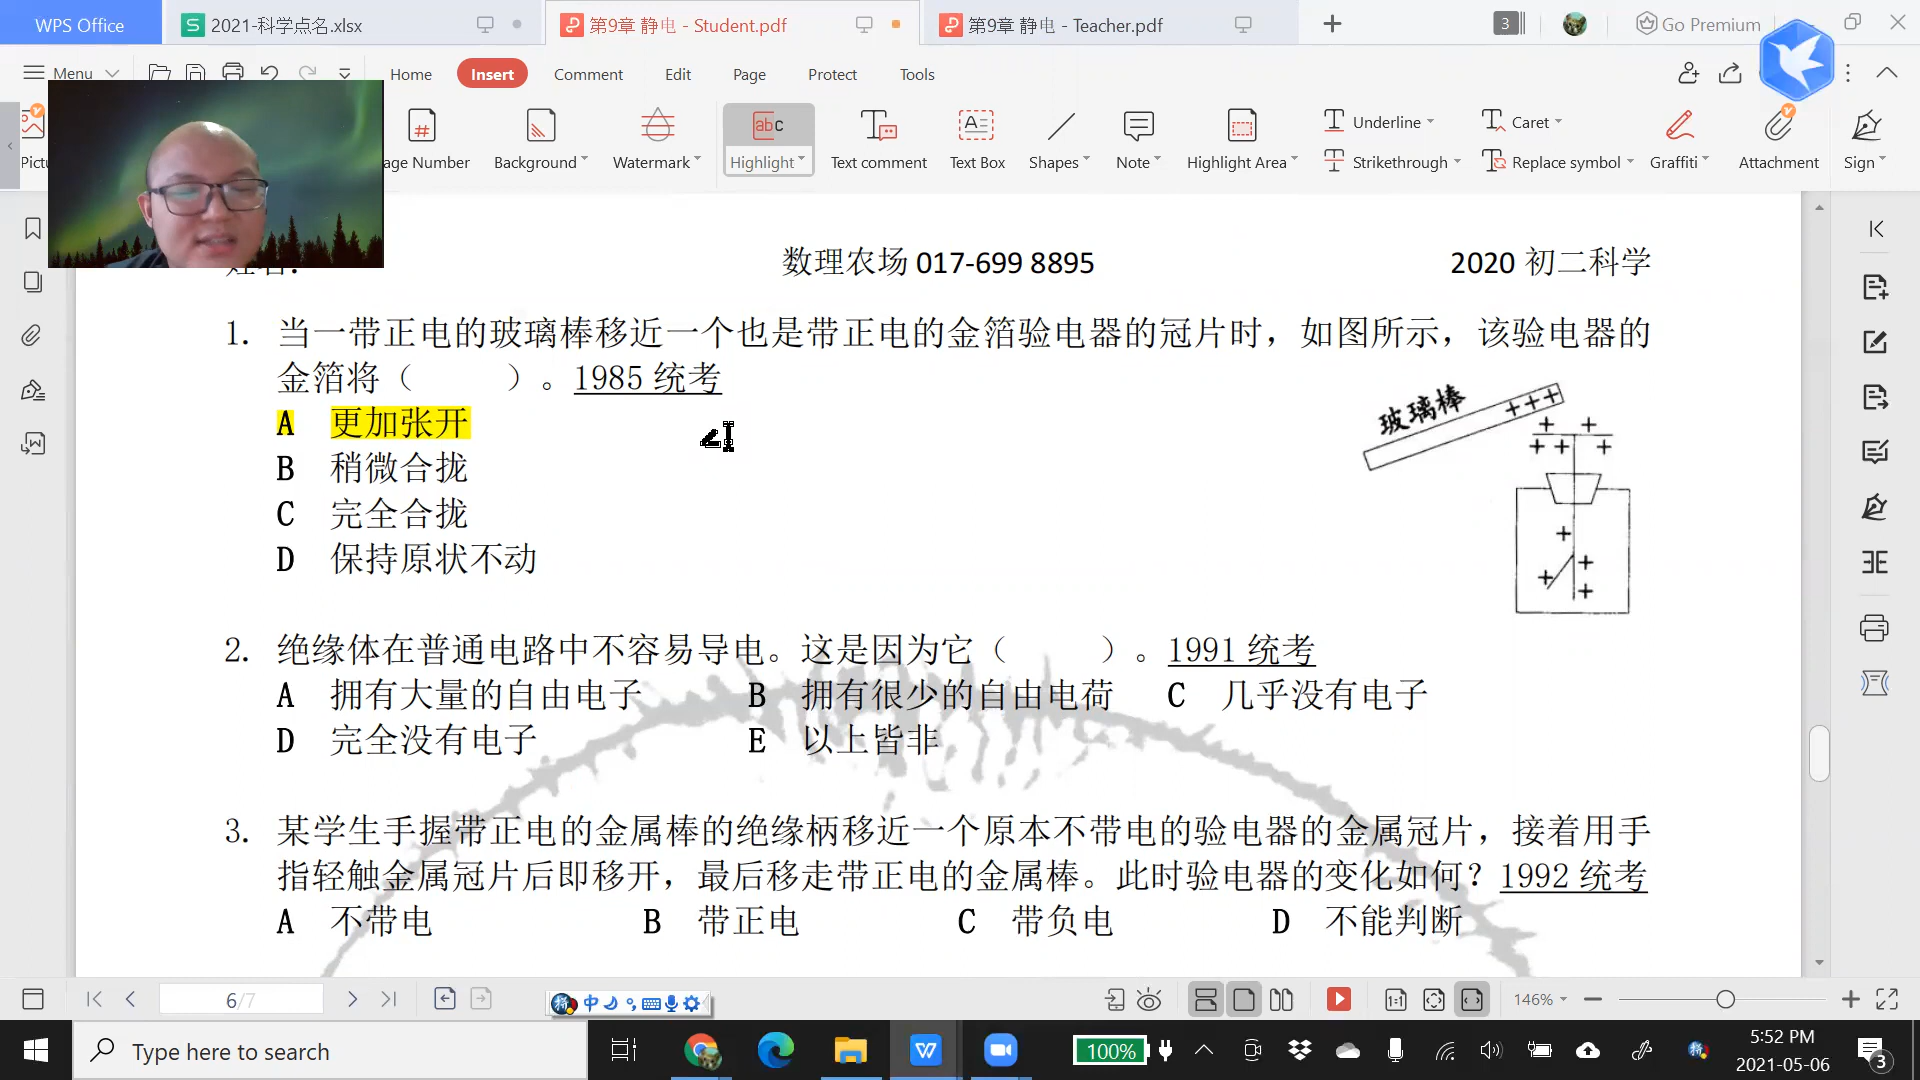 WPS Office
2021-科学点名.xlsx
第9章 静电 - Student.pdf
第9章 静电 - Teacher.pdf
3
Go Premium
Menu
Home
Insert
Comment
Edit
Page
Protect
Tools
age Number
Background
Watermark
Highlight
Text comment
Text Box
Shapes
Note
Highlight Area
Underline
Strikethrough
Caret
Replace symbol
Graffiti
Attachment
Sign
数理农场 017-699 8895
2020 初二科学
1. 当一带正电的玻璃棒移近一个也是带正电的金箔验电器的冠片时，如图所示，该验电器的
金箔将（ ）。1985 统考
A 更加张开
B 稍微合拢
C 完全合拢
D 保持原状不动
玻璃棒
+++
2. 绝缘体在普通电路中不容易导电。这是因为它（ ）。1991 统考
A 拥有大量的自由电子 B 拥有很少的自由电荷 C 几乎没有电子
D 完全没有电子 E 以上皆非
3. 某学生手握带正电的金属棒的绝缘柄移近一个原本不带电的验电器的金属冠片，接着用手
指轻触金属冠片后即移开，最后移走带正电的金属棒。此时验电器的变化如何？1992 统考
A 不带电 B 带正电 C 带负电 D 不能判断
6/7
中
146%
Type here to search
100%
5:52 PM
2021-05-06
3